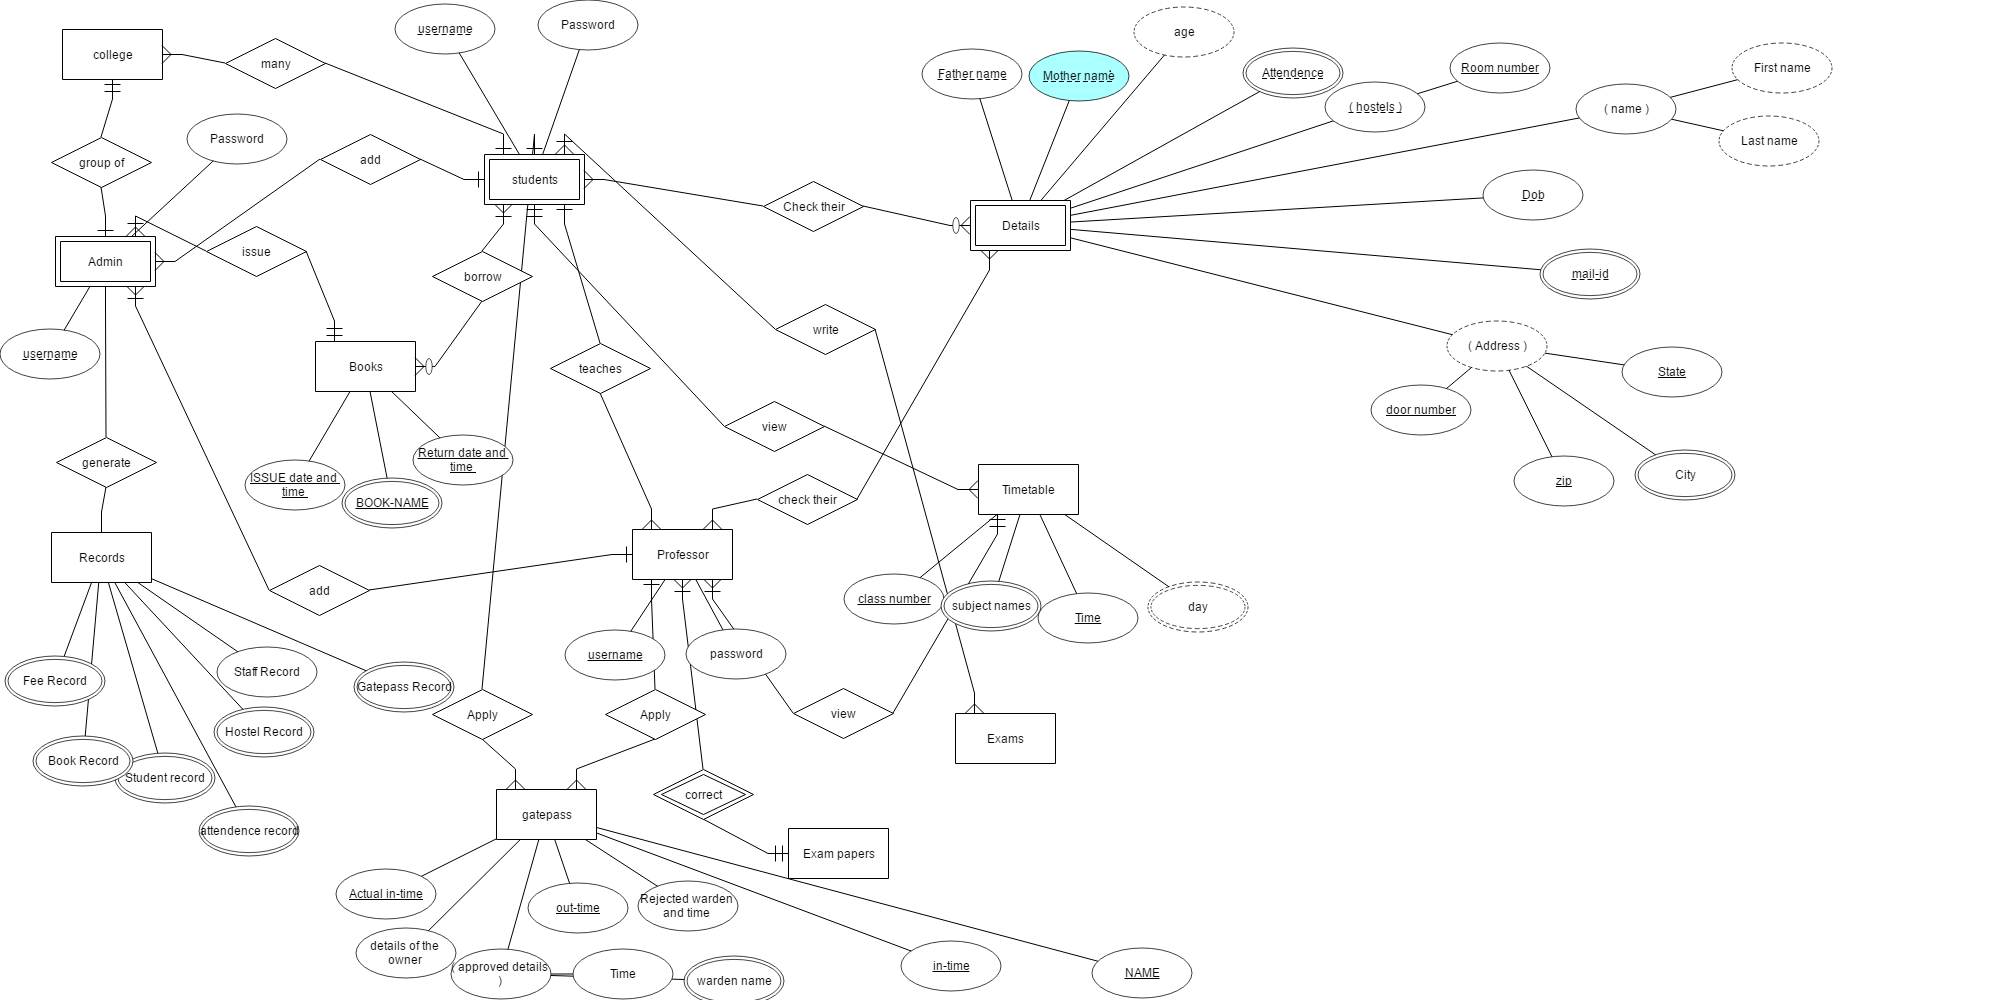 username
Password
age
college
many
Father name
Mother name
Attendence
Room number
First name
( hostels )
( name )
Password
Last name
group of
add
students
Dob
Check their
Details
issue
Admin
borrow
mail-id
write
username
Books
teaches
( Address )
State
door number
view
Return date and
time
generate
ISSUE date and
time
BOOK-NAME
check their
Timetable
zip
City
Records
Professor
add
class number
subject names
Time
day
username
password
Fee Record
Staff Record
Gatepass Record
Hostel Record
Apply
Apply
view
Exams
Book Record
Student record
correct
attendence record
gatepass
Exam papers
Actual in-time
out-time
Rejected warden
and time
details of the
owner
( approved details
)
Time
warden name
in-time
NAME